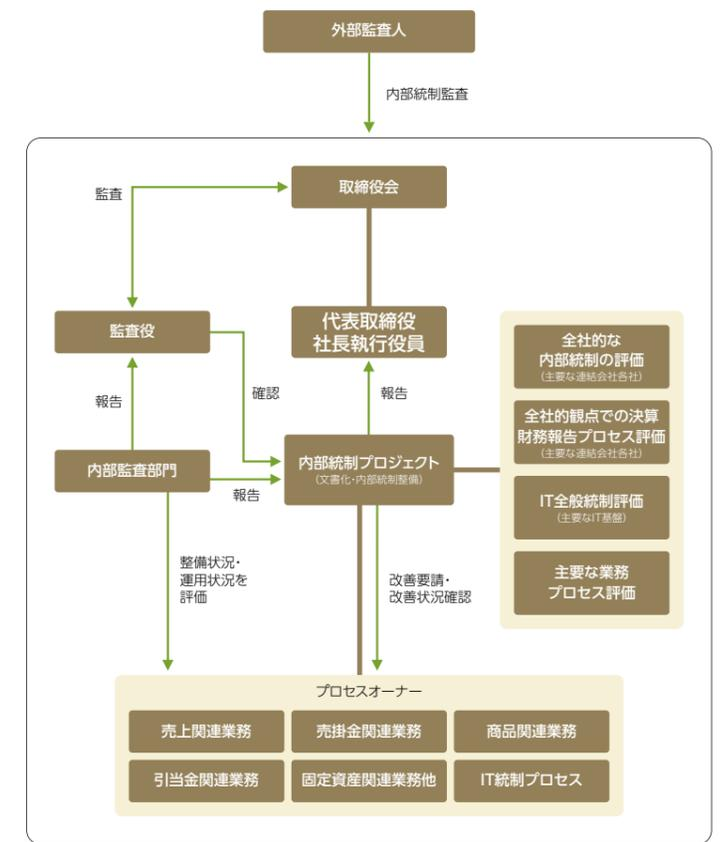 外部監査人
内部統制監査
取締役会
監査
監査役
代表取締役
社長執行役員
確認
報告
報告
内部監査部門
報告
内部統制プロジェクト
(文書化・内部統制整備)
全社的な
内部統制の評価
(主要な連結会社各社)
全社的観点での決算
財務報告プロセス評価
(主要な連結会社各社)
IT全般統制評価
(主要なIT基盤)
主要な業務
プロセス評価
整備状況・
運用状況を
評価
改善要請・
改善状況確認
プロセスオーナー
売上関連業務
売掛金関連業務
商品関連業務
引当金関連業務
固定資産関連業務他
IT統制プロセス